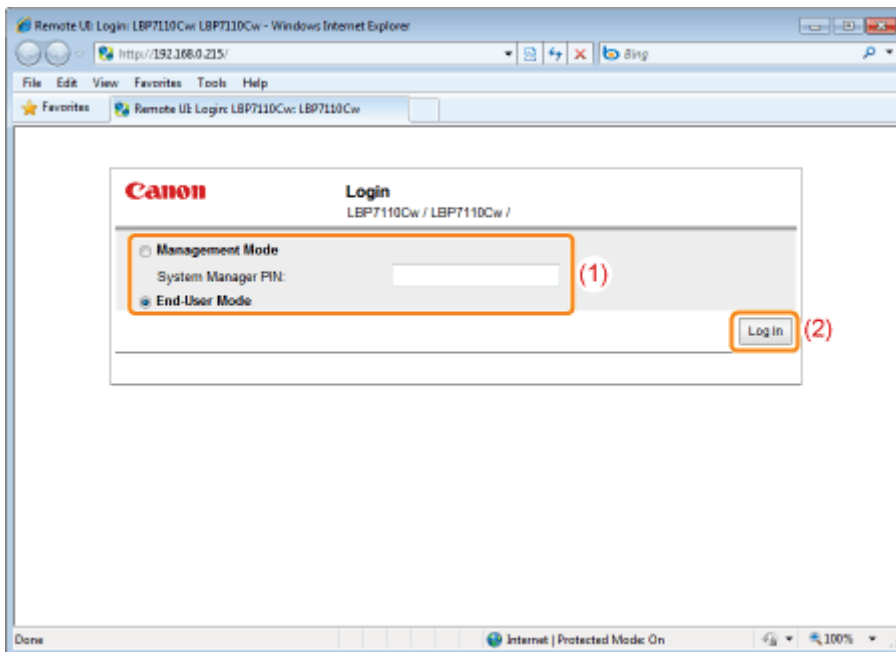 Remote UI: Login: LBP7110Cw: LBP7110Cw - Windows Internet Explorer
http://192.168.0.215/
Bing
File Edit View Favorites Tools Help
Favorites
Remote UI: Login: LBP7110Cw: LBP7110Cw
Canon
Login
LBP7110Cw / LBP7110Cw /
Management Mode
System Manager PIN:
(1)
End-User Mode
Log In
(2)
Done
Internet | Protected Mode: On
100%